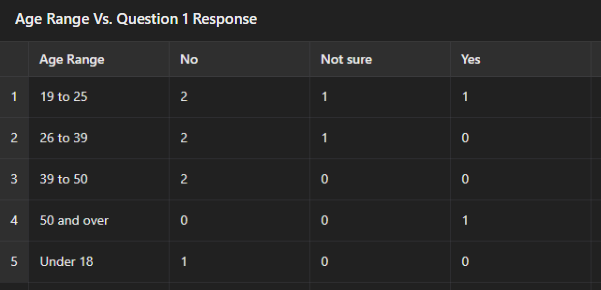 Age Range Vs. Question 1 Response
Age Range No Not sure Yes
1 19 to 25 2 1 1
2 26 to 39 2 1 0
3 39 to 50 2 0 0
4 50 and over 0 0 1
5 Under 18 1 0 0